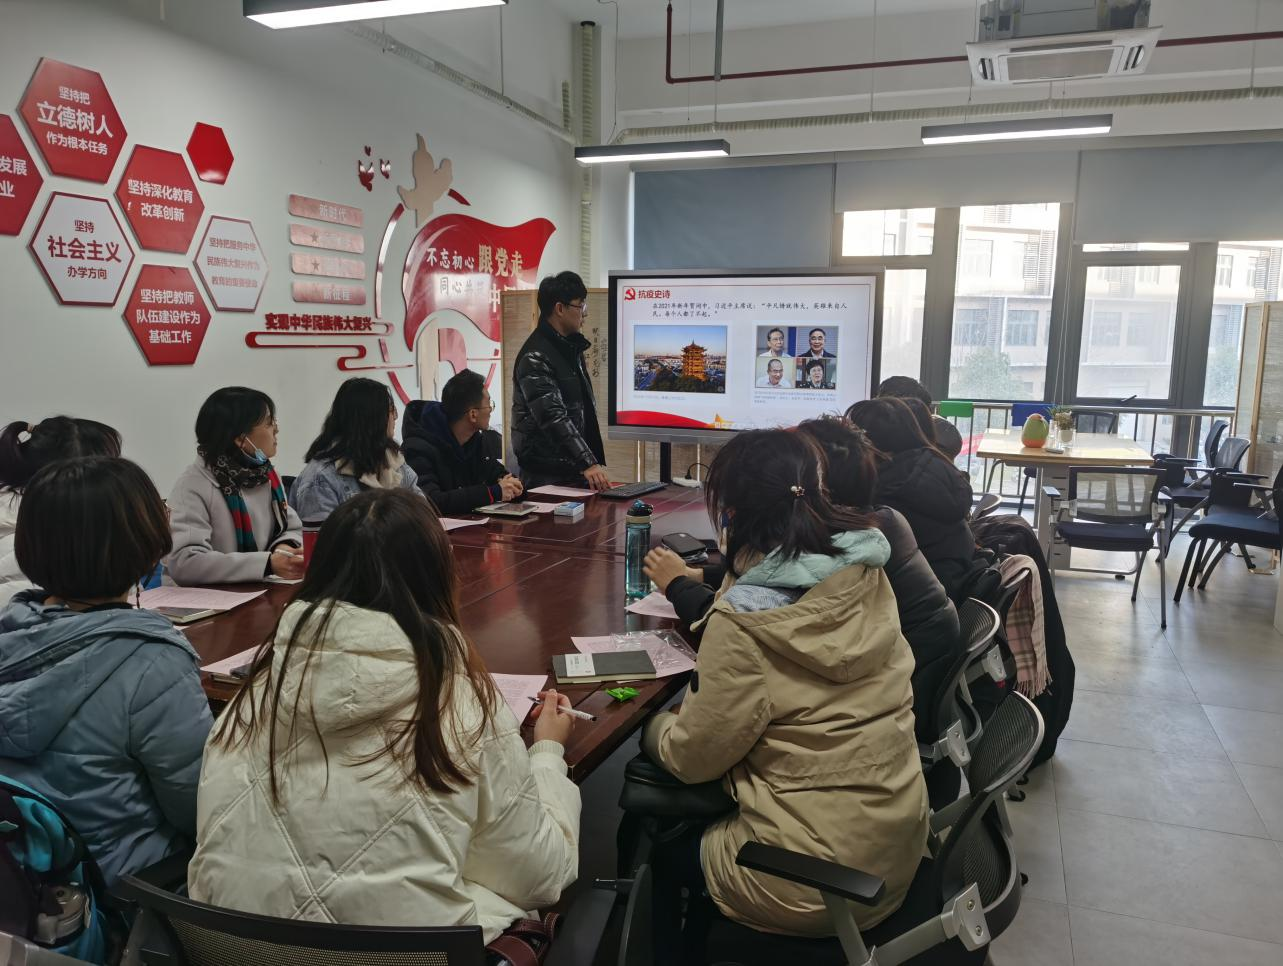 坚持把
立德树人
作为根本任务
发展
业
坚持深化教育
改革创新
坚持
社会主义
办学方向
坚持把服务中华
民族伟大复兴作为
教育的重要使命
坚持把教师
队伍建设作为
基础工作
新时代
新征程
不忘初心 跟党走
实现中华民族伟大复兴
抗疫史诗
在2021年新年贺词中，习近平主席说：“平凡铸就伟大，英雄来自人
民。每个人都了不起。”